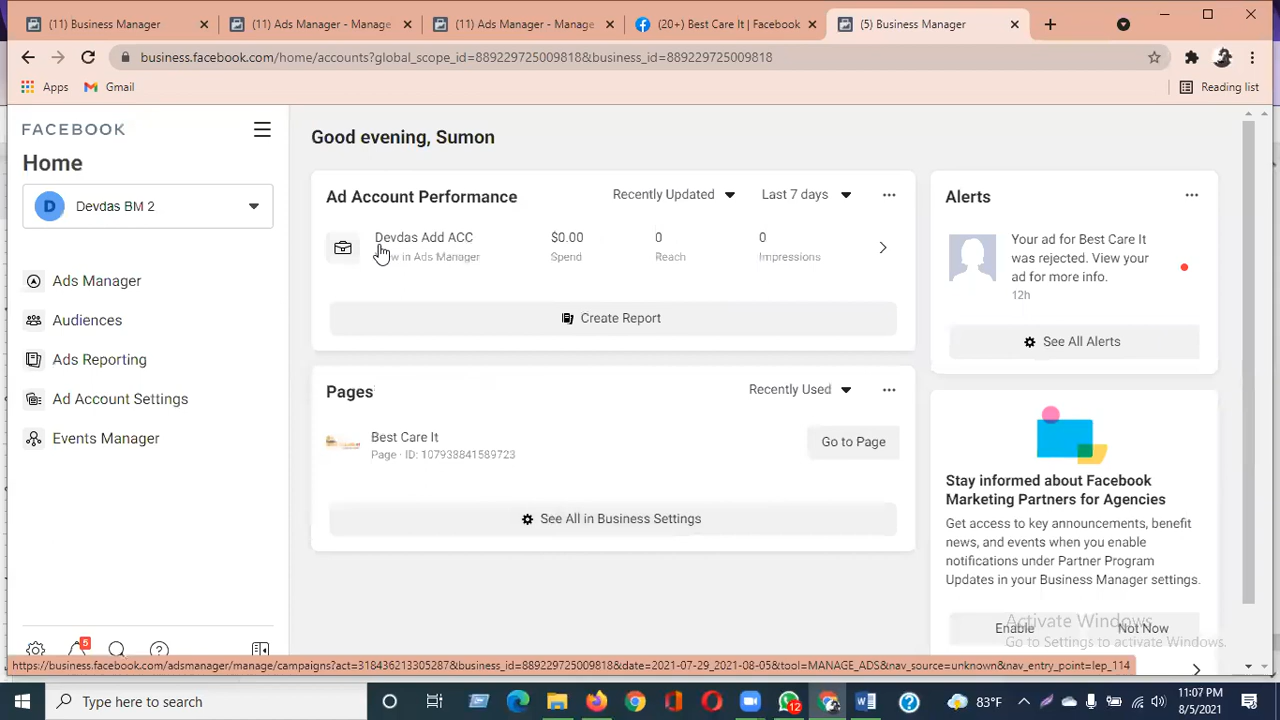 (11) Business Manager
(11) Ads Manager - Manage
(11) Ads Manager - Manage
(20+) Best Care It | Facebook
(5) Business Manager
business.facebook.com/home/accounts?global_scope_id=889229725009818&business_id=889229725009818
Apps
Gmail
Reading list
FACEBOOK
Home
D
Devdas BM 2
Ads Manager
Audiences
Ads Reporting
Ad Account Settings
Events Manager
5
Good evening, Sumon
Ad Account Performance
Recently Updated
Last 7 days
Devdas Add ACC
in Ads Manager
$0.00
Spend
0
Reach
0
Impressions
Create Report
Pages
Recently Used
Best Care It
Page · ID: 107938841589723
Go to Page
See All in Business Settings
Alerts
Your ad for Best Care It
was rejected. View your
ad for more info.
12h
See All Alerts
Stay informed about Facebook
Marketing Partners for Agencies
Get access to key announcements, benefit
news, and events when you enable
notifications under Partner Program
Updates in your Business Manager settings.
Enable
Not Now
Activate Windows
Go to Settings to activate Windows.
https://business.facebook.com/adsmanager/manage/campaigns?act=318436213305287&business_id=889229725009818&date=2021-07-29_2021-08-05&tool=MANAGE_ADS&nav_source=unknown&nav_entry_point=lep_114
Type here to search
12
83°F
11:07 PM
8/5/2021